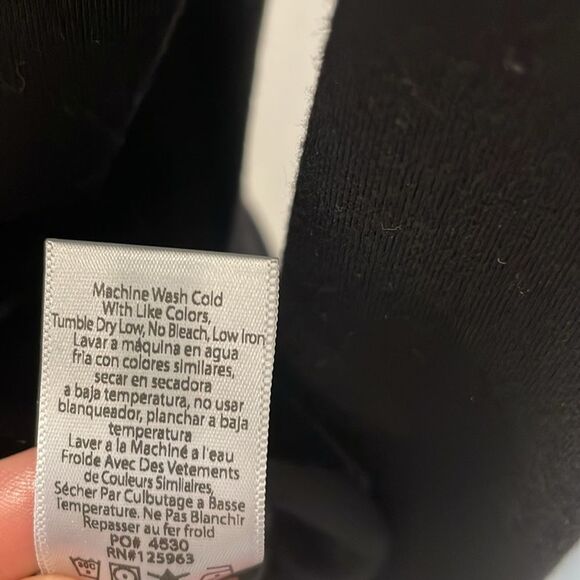 Machine Wash Cold
With Like Colors,
Tumble Dry Low, No Bleach, Low Iron
Lavar a máquina en agua
fria con colores similares,
secar en secadora
a baja temperatura, no usar
blanqueador, planchar a baja
temperatura
Laver a la Machiné a l'eau
Froide Avec Des Vetements
de Couleurs Similaires,
Sécher Par Culbutage a Basse
Temperature. Ne Pas Blanchir
Repasser au fer froid
PO# 4530
RN#125963